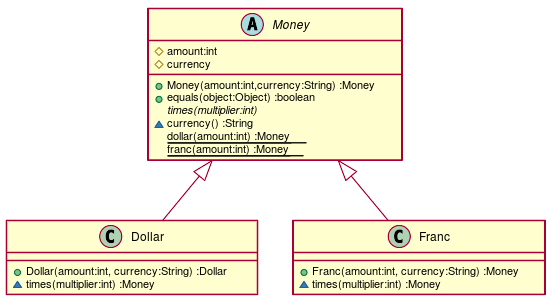 A Money
amount:int
currency
Money(amount:int,currency:String) :Money
equals(object:Object) :boolean
times(multiplier:int)
currency() :String
dollar(amount:int) :Money
franc(amount:int) :Money
C Dollar
Dollar(amount:int, currency:String) :Dollar
times(multiplier:int) :Money
C Franc
Franc(amount:int, currency:String) :Money
times(multiplier:int) :Money